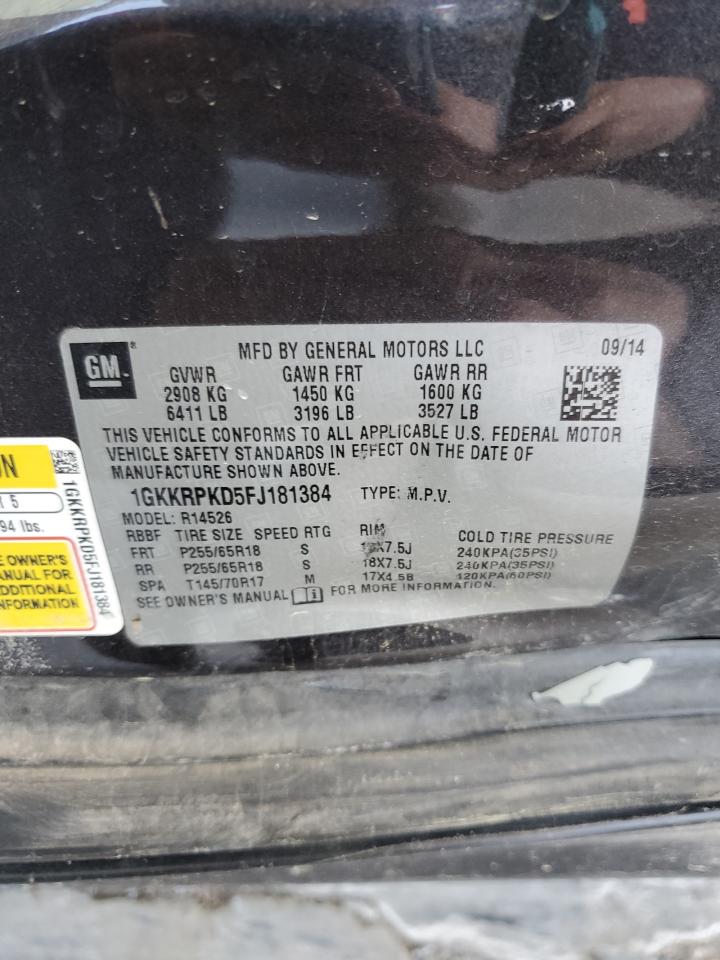 GM ®
MFD BY GENERAL MOTORS LLC 09/14
GVWR GAWR FRT GAWR RR
2908 KG 1450 KG 1600 KG
6411 LB 3196 LB 3527 LB
THIS VEHICLE CONFORMS TO ALL APPLICABLE U.S. FEDERAL MOTOR
VEHICLE SAFETY STANDARDS IN EFFECT ON THE DATE OF
MANUFACTURE SHOWN ABOVE.
1GKKRPKD5FJ181384 TYPE: M.P.V.
MODEL: R14526
RBBF TIRE SIZE SPEED RTG RIM COLD TIRE PRESSURE
FRT P255/65R18 S 240KPA(35PSI)
RR P255/65R18 S 18X7.5J 240KPA(35PSI)
SPA T145/70R17 M 17X4.5B 420KPA(60PSI)
SEE OWNER'S MANUAL i FOR MORE INFORMATION.
5
94 lbs.
OWNER'S
FOR
1GKKRPKD5FJ181384